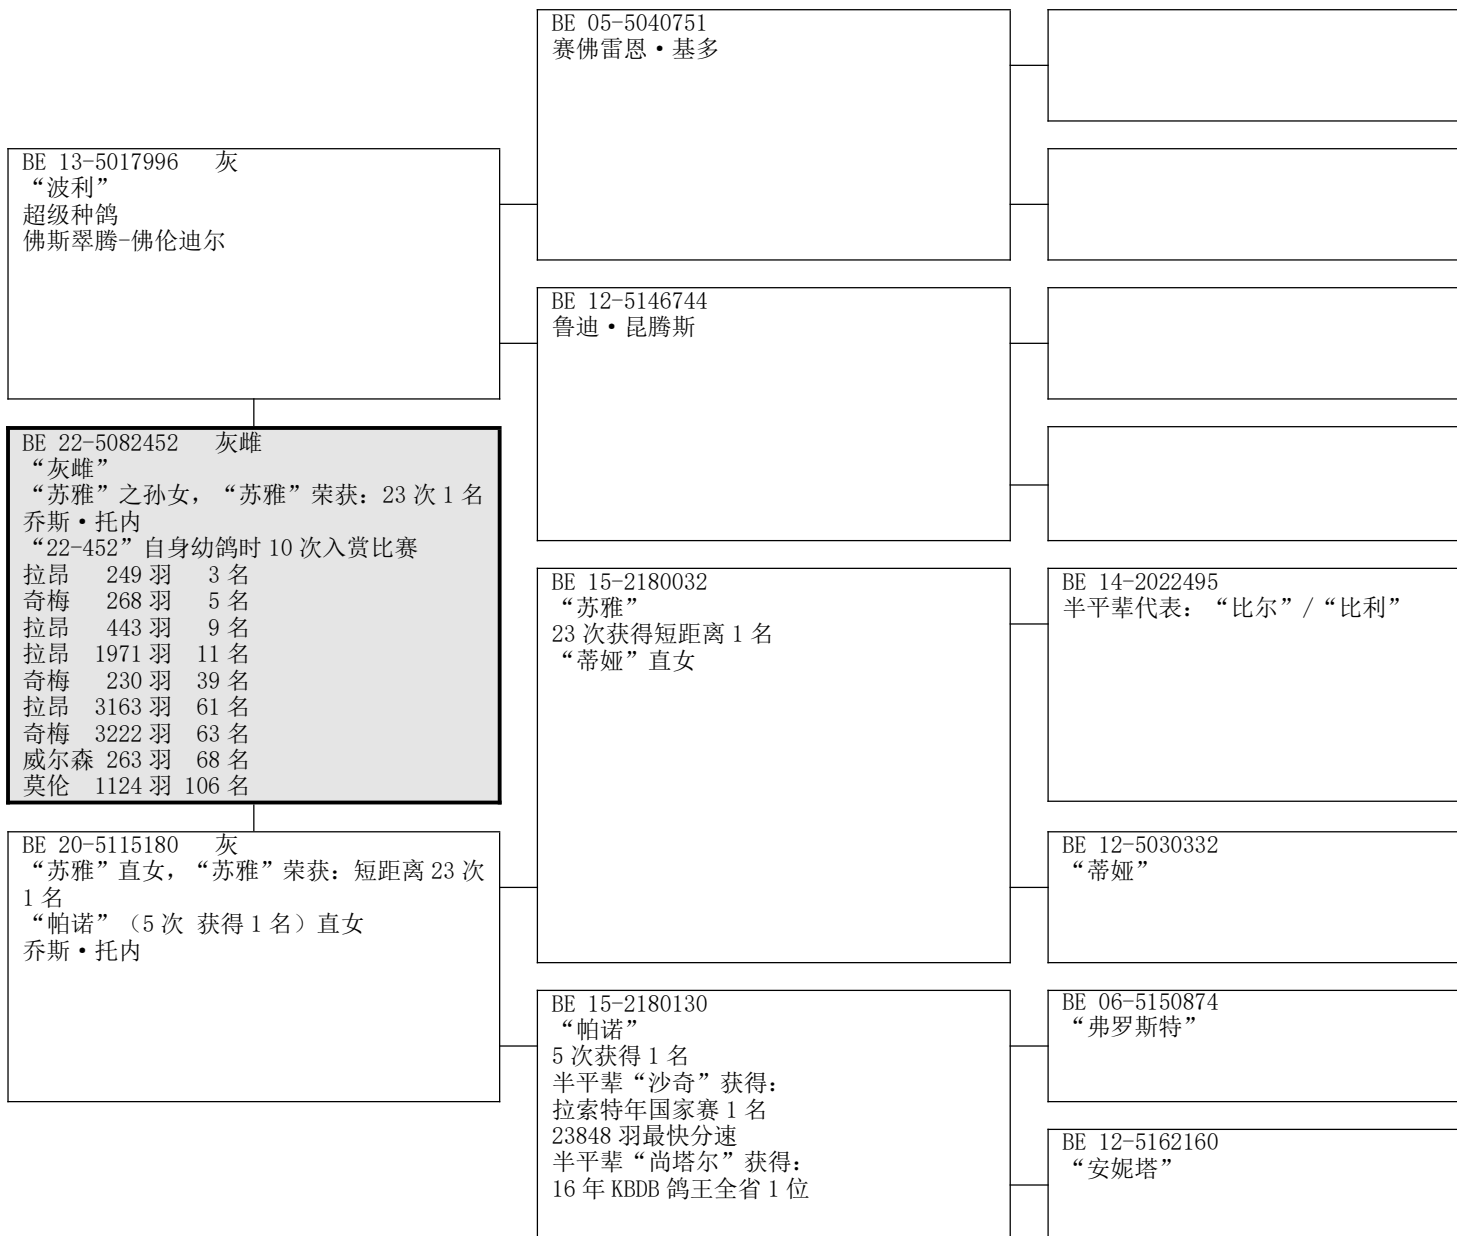 BE 05-5040751
赛佛雷恩·基多
BE 13-5017996 灰
“波利”
超级种鸽
佛斯翠腾-佛伦迪尔
BE 12-5146744
鲁迪·昆腾斯
BE 22-5082452 灰雌
“灰雌”
“苏雅”之孙女，“苏雅”荣获：23 次 1 名
乔斯·托内
“22-452”自身幼鸽时 10 次入赏比赛
拉昂 249 羽 3 名
奇梅 268 羽 5 名
拉昂 443 羽 9 名
拉昂 1971 羽 11 名
奇梅 230 羽 39 名
拉昂 3163 羽 61 名
奇梅 3222 羽 63 名
威尔森 263 羽 68 名
莫伦 1124 羽 106 名
BE 15-2180032
“苏雅”
23 次获得短距离 1 名
“蒂娅”直女
BE 14-2022495
半平辈代表：“比尔”/“比利”
BE 20-5115180 灰
“苏雅”直女，“苏雅”荣获：短距离 23 次
1 名
“帕诺”（5 次 获得 1 名）直女
乔斯·托内
BE 12-5030332
“蒂娅”
BE 15-2180130
“帕诺”
5 次获得 1 名
半平辈“沙奇”获得：
拉索特年国家赛 1 名
23848 羽最快分速
半平辈“尚塔尔”获得：
16 年 KBDB 鸽王全省 1 位
BE 06-5150874
“弗罗斯特”
BE 12-5162160
“安妮塔”